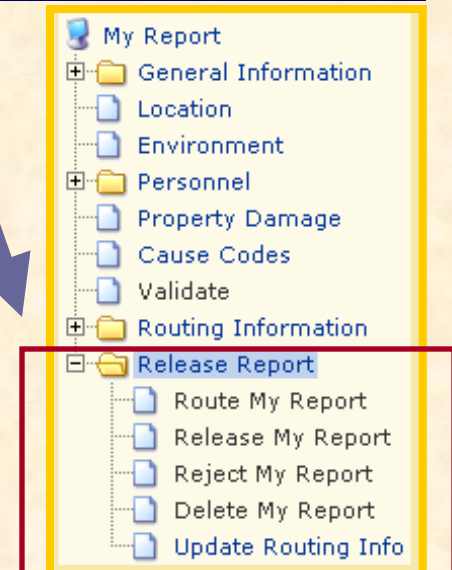 My Report
General Information
Location
Environment
Personnel
Property Damage
Cause Codes
Validate
Routing Information
Release Report
Route My Report
Release My Report
Reject My Report
Delete My Report
Update Routing Info